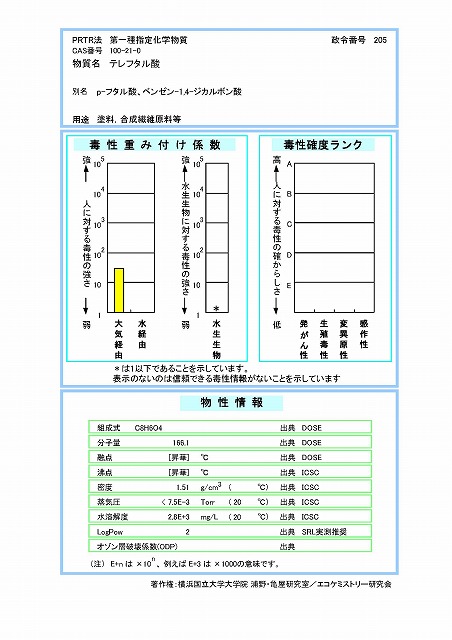 PRTR法 第一種指定化学物質 政令番号 205
CAS番号 100-21-0
物質名 テレフタル酸
別名 p-フタル酸、ベンゼン-1,4-ジカルボン酸
用途 塗料，合成繊維原料等
毒性重み付け係数
強
人に対する毒性の強さ
弱
10^5
10^4
10^3
10^2
10
1
大気経由
水経由
強
水生生物に対する毒性の強さ
弱
10^5
10^4
10^3
10^2
10
1
*
水生生物
毒性確度ランク
高
人に対する毒性の確からしさ
低
A
B
C
D
E
発がん性
生殖毒性
変異原性
感作性
*は1以下であることを示しています。
表示のないのは信頼できる毒性情報がないことを示しています
物性情報
組成式 C8H6O4 出典 DOSE
分子量 166.1 出典 DOSE
融点 [昇華] ℃ 出典 DOSE
沸点 [昇華] ℃ 出典 ICSC
密度 1.51 g/cm3 ( ℃) 出典 ICSC
蒸気圧 <7.5E-3 Torr (20 ℃) 出典 ICSC
水溶解度 2.8E+3 mg/L (20 ℃) 出典 ICSC
LogPow 2 出典 SRL実測推奨
オゾン層破壊係数(ODP) 出典
(注) E+n は ×10^n、例えば E+3 は ×1000の意味です。
著作権:横浜国立大学大学院 浦野・亀屋研究室／エコケミストリー研究会